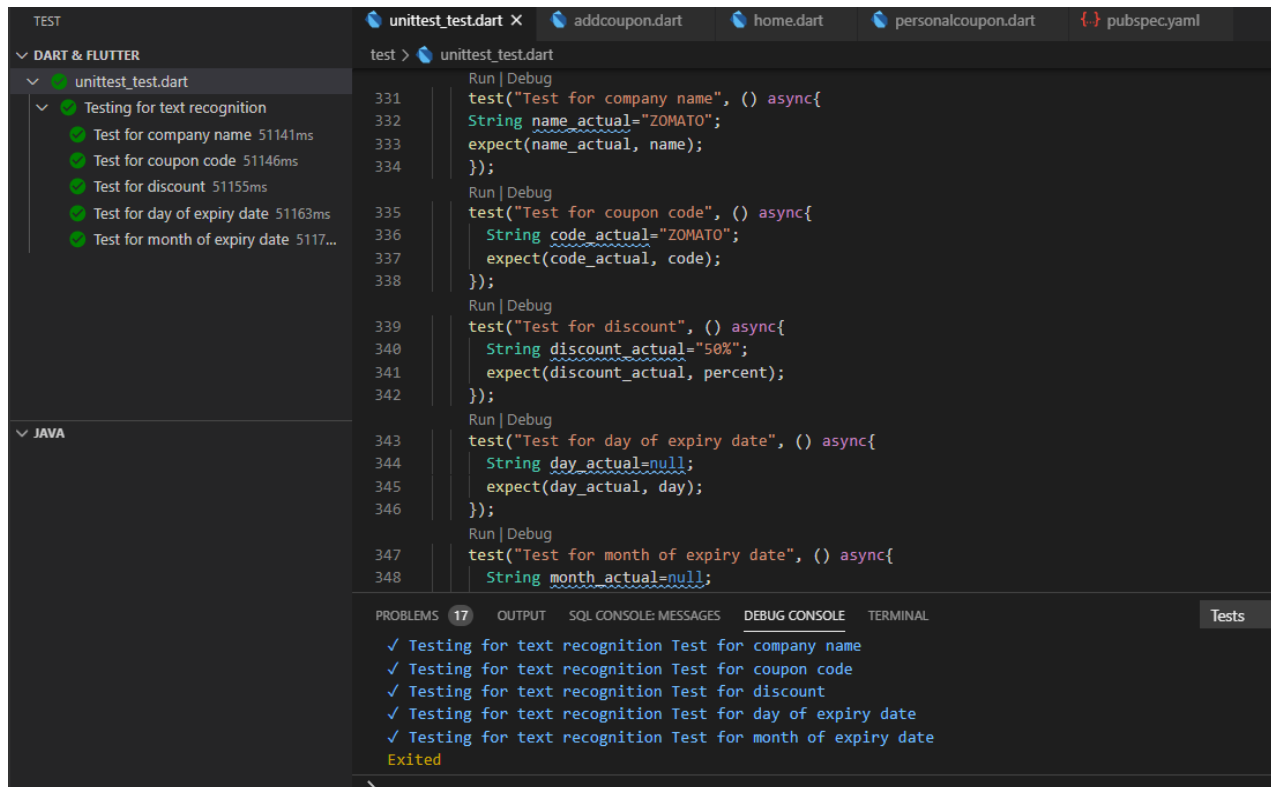 TEST
DART & FLUTTER
unittest_test.dart
Testing for text recognition
Test for company name 51141ms
Test for coupon code 51146ms
Test for discount 51155ms
Test for day of expiry date 51163ms
Test for month of expiry date 5117...
JAVA
unittest_test.dart addcoupon.dart home.dart personalcoupon.dart {..} pubspec.yaml
test > unittest_test.dart
Run | Debug
331 test("Test for company name", () async{
332 String name_actual="ZOMATO";
333 expect(name_actual, name);
334 });
Run | Debug
335 test("Test for coupon code", () async{
336 String code_actual="ZOMATO";
337 expect(code_actual, code);
338 });
Run | Debug
339 test("Test for discount", () async{
340 String discount_actual="50%";
341 expect(discount_actual, percent);
342 });
Run | Debug
343 test("Test for day of expiry date", () async{
344 String day_actual=null;
345 expect(day_actual, day);
346 });
Run | Debug
347 test("Test for month of expiry date", () async{
348 String month_actual=null;
PROBLEMS 17 OUTPUT SQL CONSOLE: MESSAGES DEBUG CONSOLE TERMINAL Tests
✓ Testing for text recognition Test for company name
✓ Testing for text recognition Test for coupon code
✓ Testing for text recognition Test for discount
✓ Testing for text recognition Test for day of expiry date
✓ Testing for text recognition Test for month of expiry date
Exited